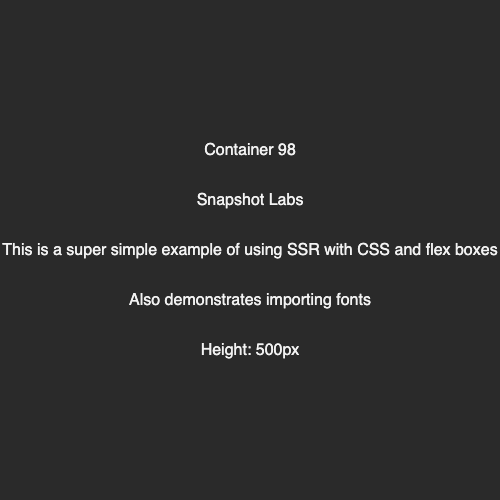 Container 98
Snapshot Labs
This is a super simple example of using SSR with CSS and flex boxes
Also demonstrates importing fonts
Height: 500px